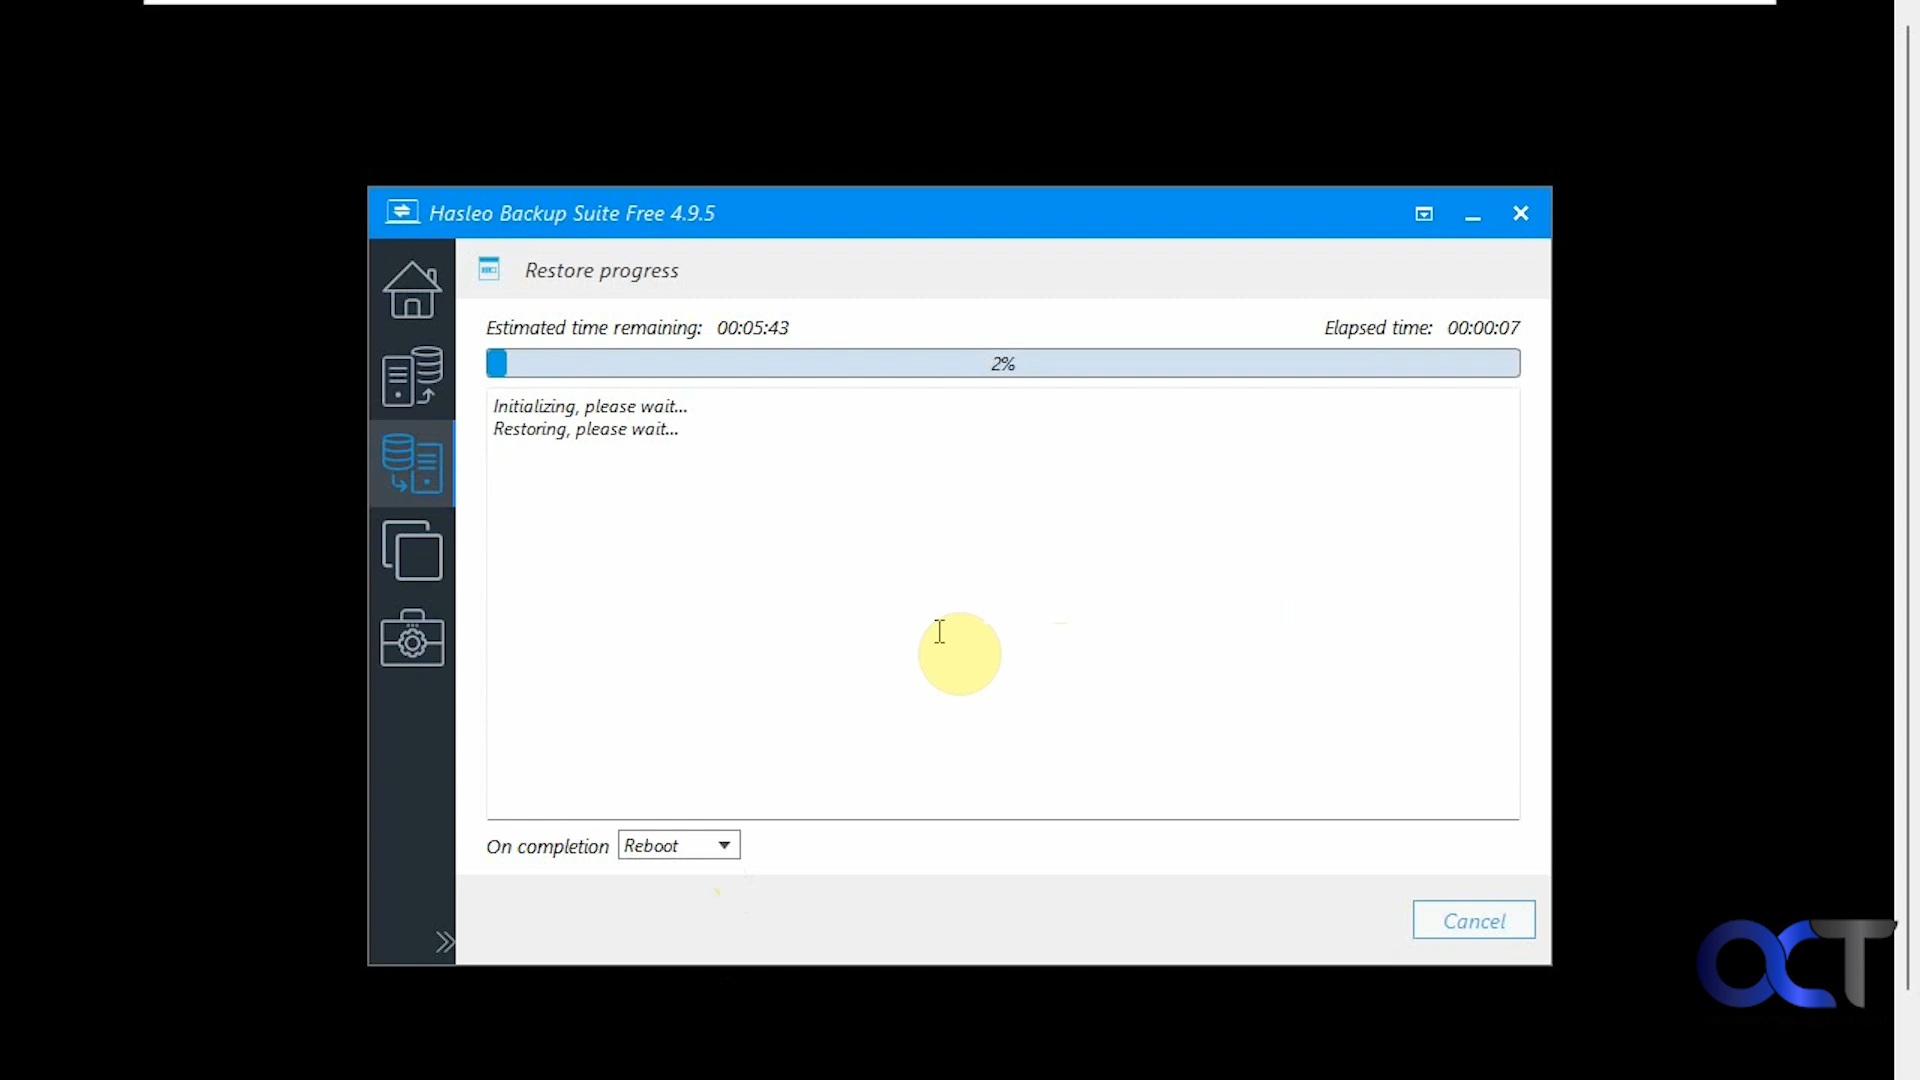 Hasleo Backup Suite Free 4.9.5
Restore progress
Estimated time remaining: 00:05:43
Elapsed time: 00:00:07
2%
Initializing, please wait...
Restoring, please wait...
On completion Reboot
Cancel
OCT